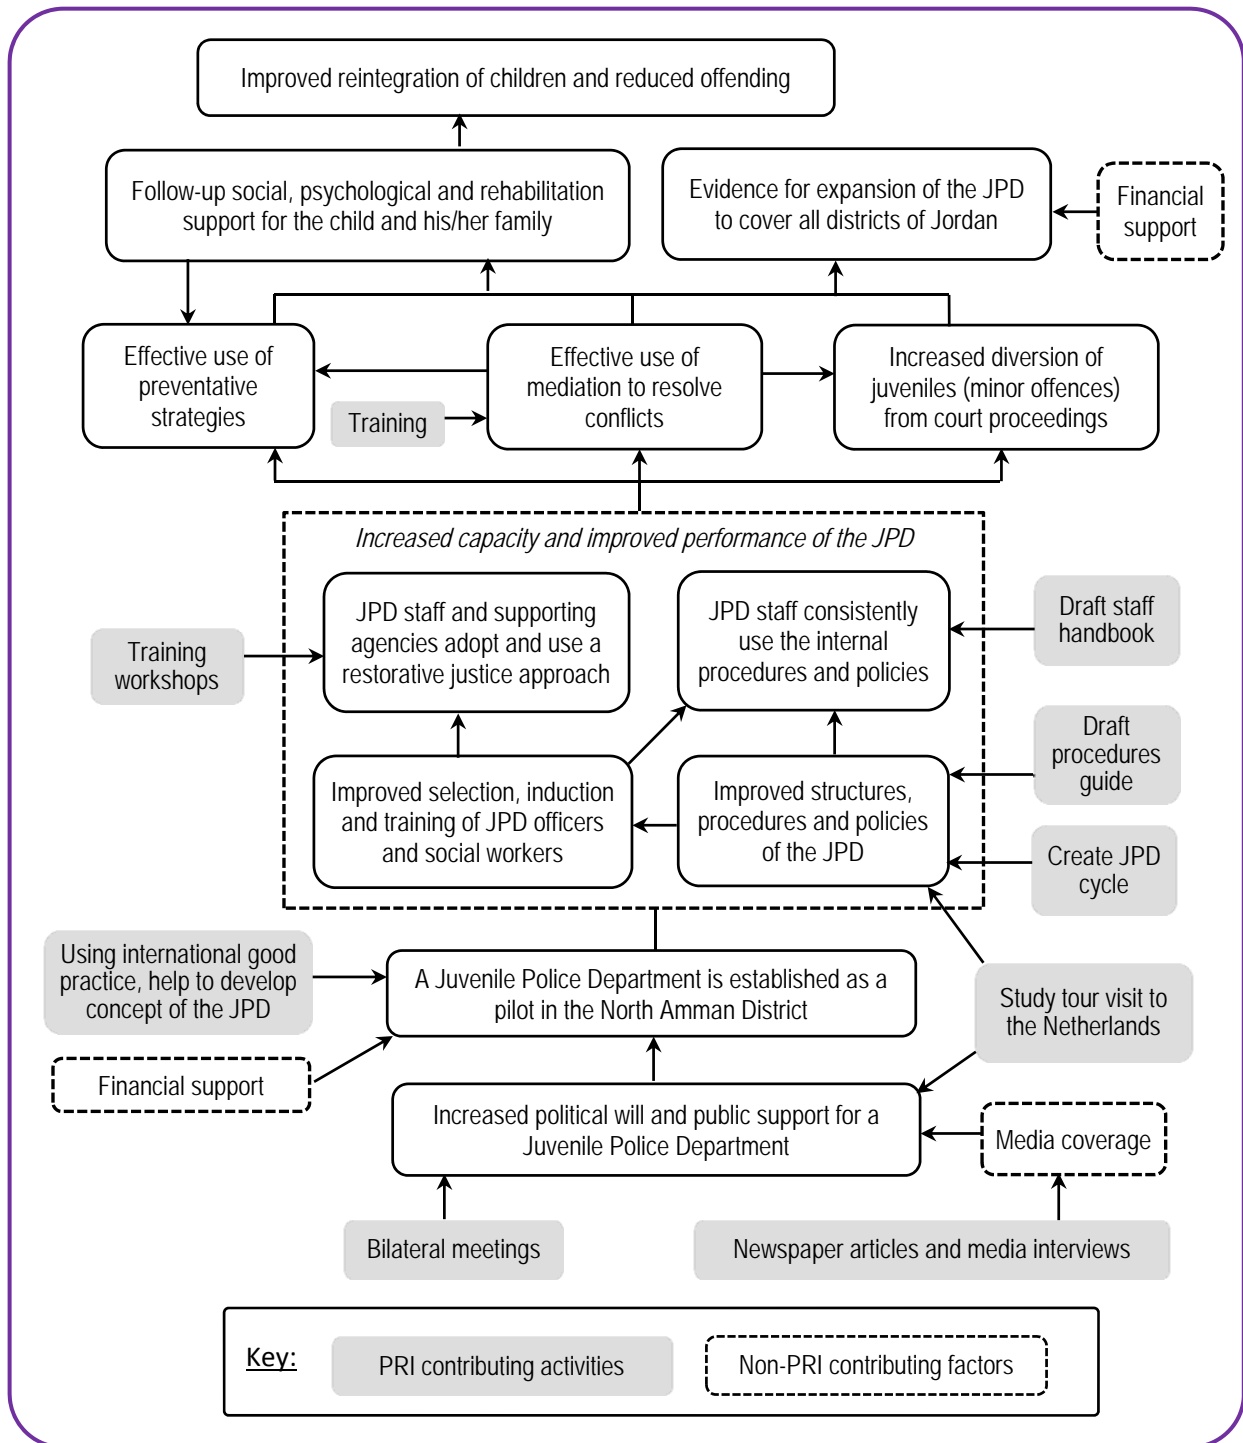 Improved reintegration of children and reduced offending
Follow-up social, psychological and rehabilitation
support for the child and his/her family
Evidence for expansion of the JPD
to cover all districts of Jordan
Financial
support
Effective use of
preventative
strategies
Effective use of
mediation to resolve
conflicts
Increased diversion of
juveniles (minor offences)
from court proceedings
Training
Increased capacity and improved performance of the JPD
JPD staff and supporting
agencies adopt and use a
restorative justice approach
JPD staff consistently
use the internal
procedures and policies
Draft staff
handbook
Training
workshops
Improved selection, induction
and training of JPD officers
and social workers
Improved structures,
procedures and policies
of the JPD
Draft
procedures
guide
Create JPD
cycle
Using international good
practice, help to develop
concept of the JPD
A Juvenile Police Department is established as a
pilot in the North Amman District
Study tour visit to
the Netherlands
Financial support
Increased political will and public support for a
Juvenile Police Department
Media coverage
Bilateral meetings
Newspaper articles and media interviews
Key:
PRI contributing activities
Non-PRI contributing factors